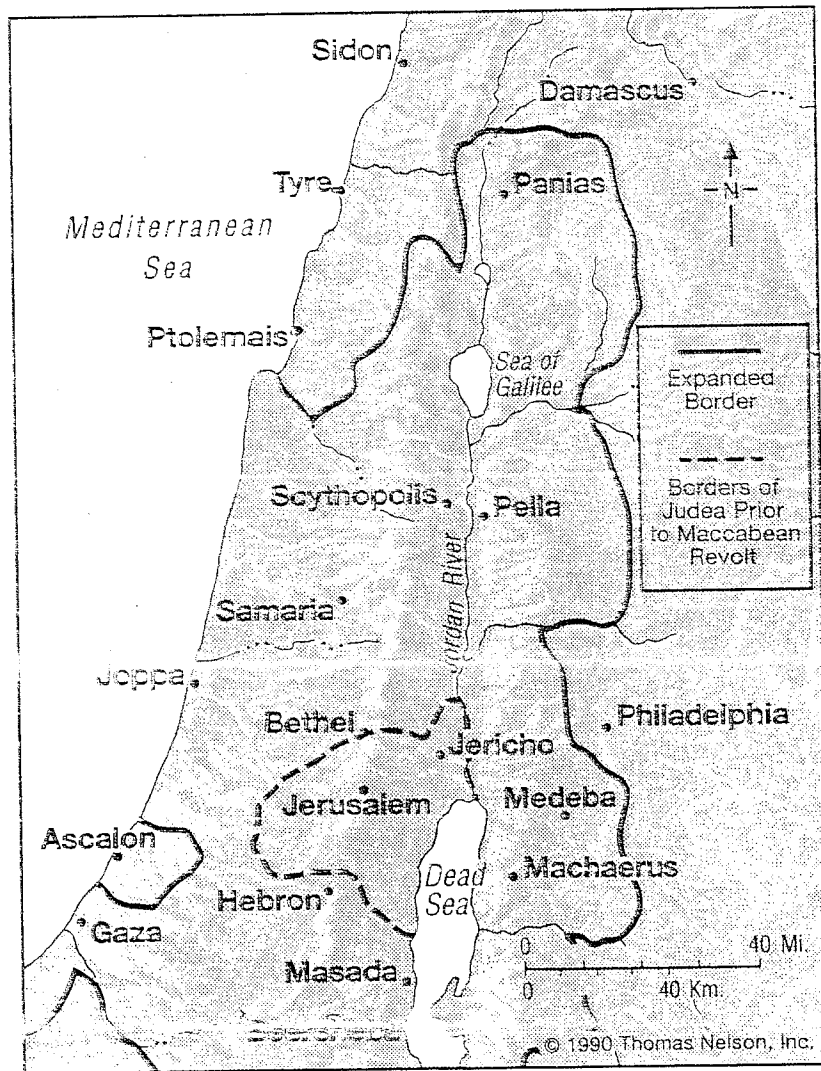 Sidon
Damascus
Tyre
Panias
N
Mediterranean
Sea
Ptolemais
Sea of
Galilee
Expanded
Border
Scythopolis
Pella
Borders of
Judea Prior
to Maccabean
Revolt
Jordan River
Samaria
Joppa
Bethel
Philadelphia
Jericho
Jerusalem
Medeba
Ascalon
Hebron
Dead
Sea
Machaerus
Gaza
Masada
0 40 Mi.
0 40 Km.
© 1990 Thomas Nelson, Inc.